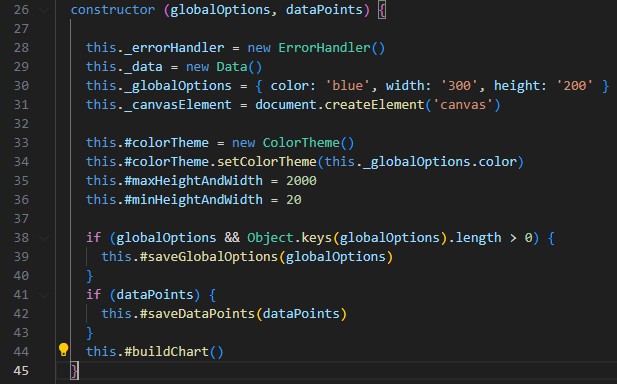 26 constructor (globalOptions, dataPoints) {
27
28 this._errorHandler = new ErrorHandler()
29 this._data = new Data()
30 this._globalOptions = { color: 'blue', width: '300', height: '200' }
31 this._canvasElement = document.createElement('canvas')
32
33 this.#colorTheme = new ColorTheme()
34 this.#colorTheme.setColorTheme(this._globalOptions.color)
35 this.#maxHeightAndWidth = 2000
36 this.#minHeightAndWidth = 20
37
38 if (globalOptions && Object.keys(globalOptions).length > 0) {
39 this.#saveGlobalOptions(globalOptions)
40 }
41 if (dataPoints) {
42 this.#saveDataPoints(dataPoints)
43 }
44 this.#buildChart()
45 }